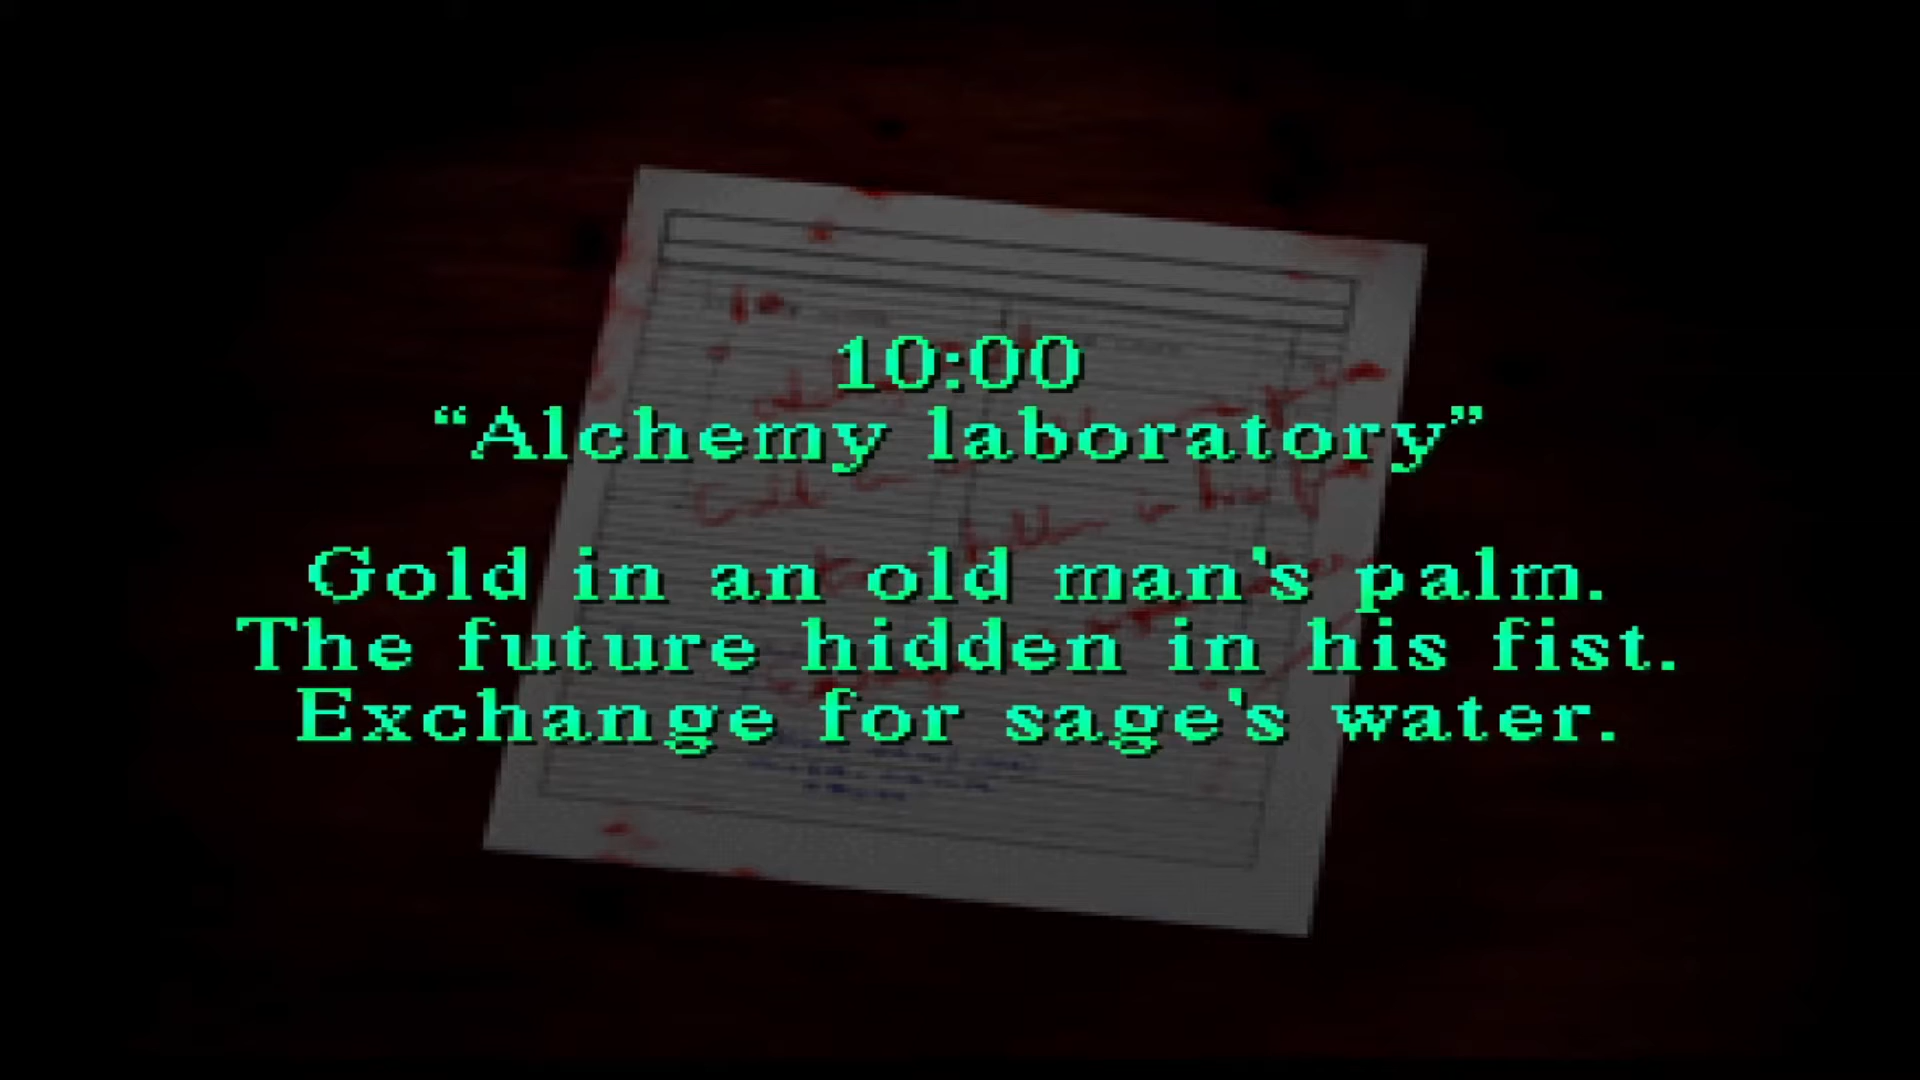 10:00
“Alchemy laboratory”
Gold in an old man's palm.
The future hidden in his fist.
Exchange for sage's water.